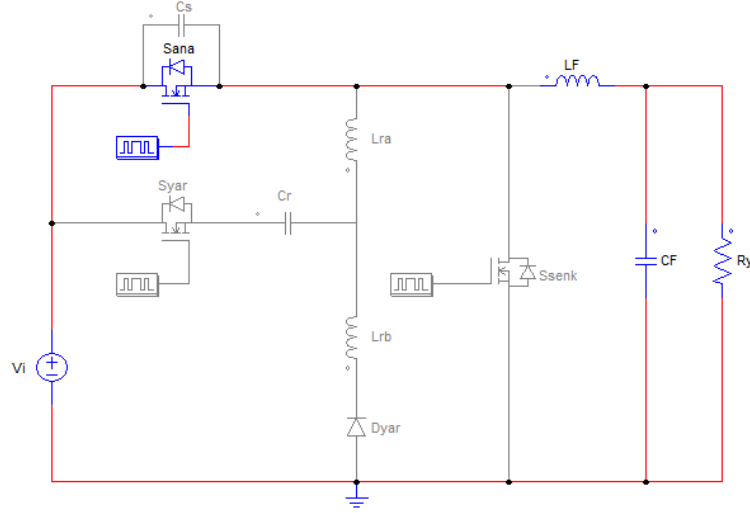 Cs
Sana
LF
Lra
Syar
Cr
Ssenk
CF
Ry
Lrb
Vi
Dyar